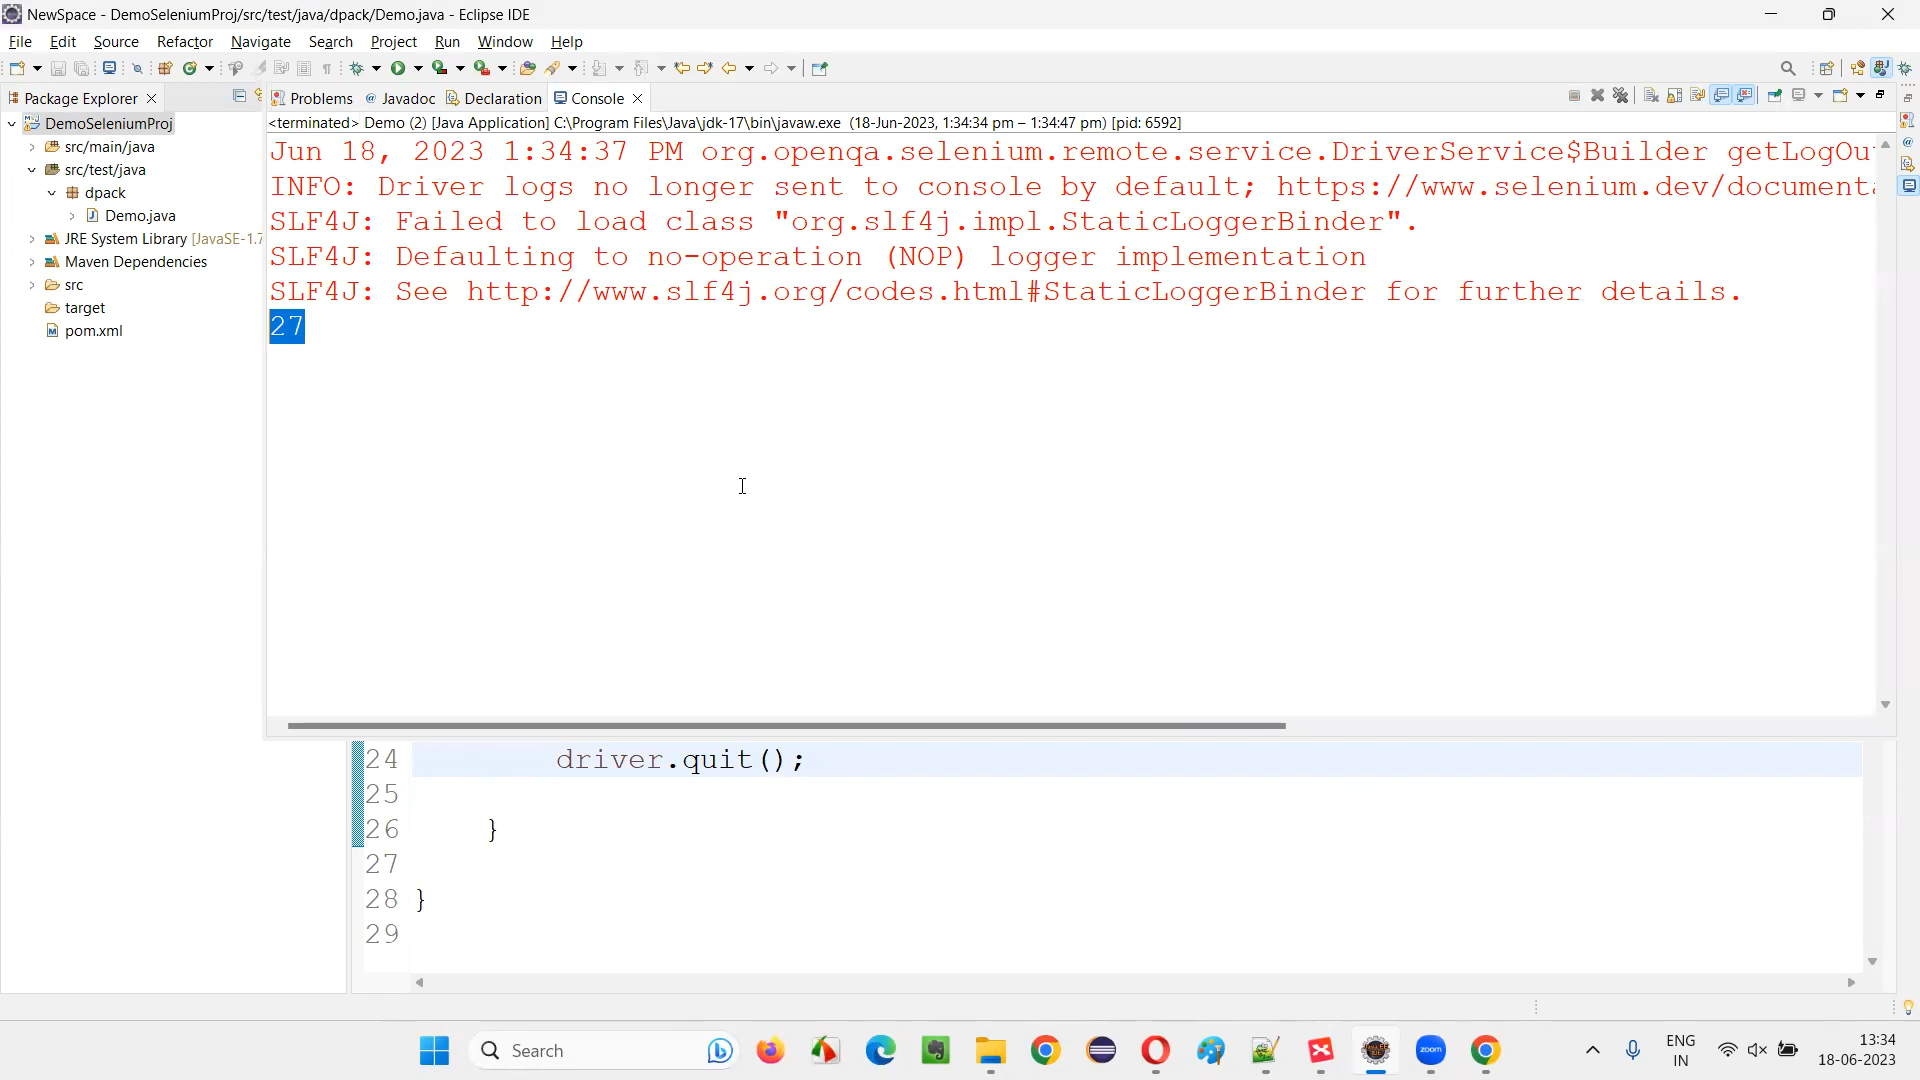 NewSpace - DemoSeleniumProj/src/test/java/dpack/Demo.java - Eclipse IDE
File Edit Source Refactor Navigate Search Project Run Window Help
Package Explorer
Problems Javadoc Declaration Console
<terminated> Demo (2) [Java Application] C:\Program Files\Java\jdk-17\bin\javaw.exe (18-Jun-2023, 1:34:34 pm – 1:34:47 pm) [pid: 6592]
DemoSeleniumProj
src/main/java
src/test/java
dpack
Demo.java
JRE System Library [JavaSE-1.7
Maven Dependencies
src
target
pom.xml
Jun 18, 2023 1:34:37 PM org.openqa.selenium.remote.service.DriverService$Builder getLogOu
INFO: Driver logs no longer sent to console by default; https://www.selenium.dev/documenta
SLF4J: Failed to load class "org.slf4j.impl.StaticLoggerBinder".
SLF4J: Defaulting to no-operation (NOP) logger implementation
SLF4J: See http://www.slf4j.org/codes.html#StaticLoggerBinder for further details.
27
24 driver.quit();
25
26 }
27
28 }
29
Search
zoom
ENG
IN
13:34
18-06-2023